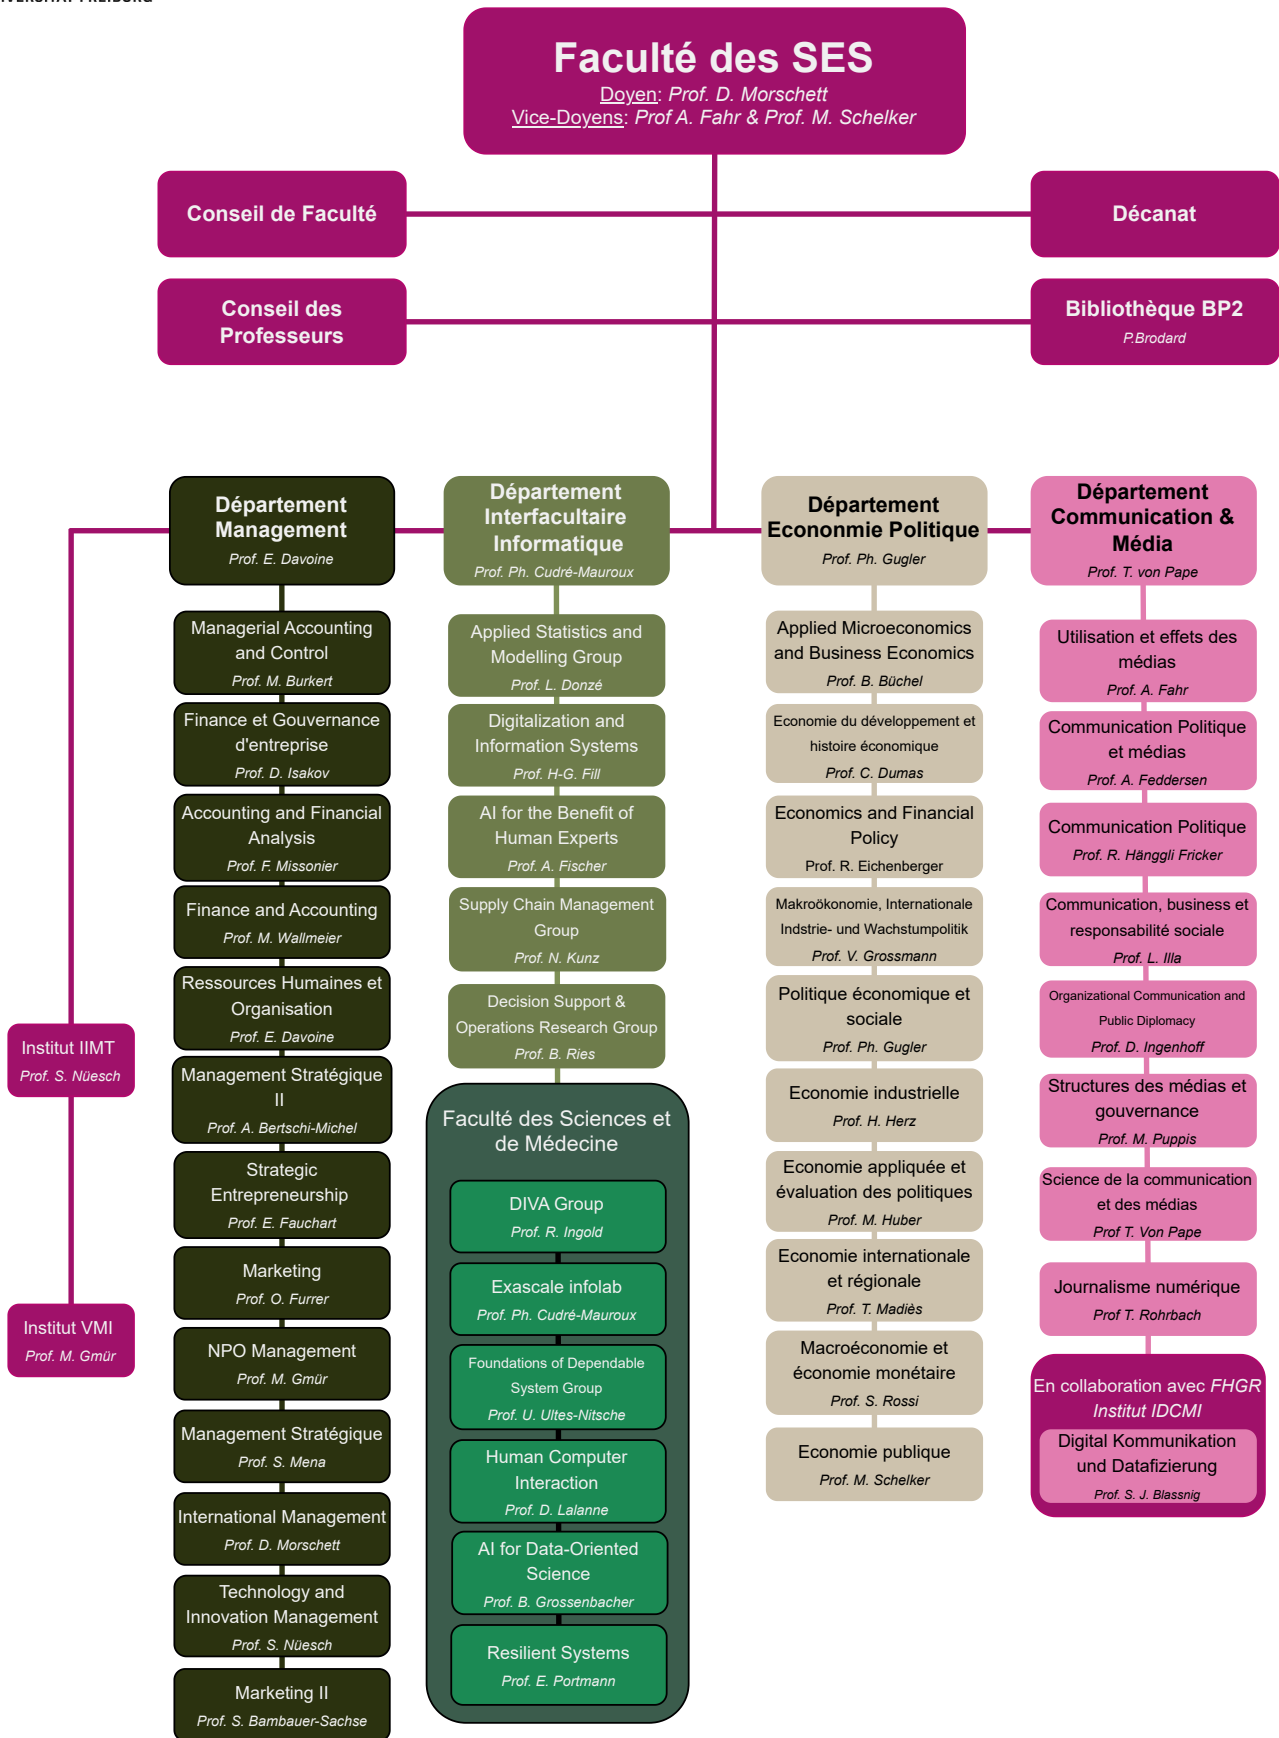 Faculté des SES
Doyen: Prof. D. Morschett
Vice-Doyens: Prof A. Fahr & Prof. M. Schelker
Conseil de Faculté
Décanat
Conseil des
Professeurs
Bibliothèque BP2
P.Brodard
Département
Management
Prof. E. Davoine
Managerial Accounting
and Control
Prof. M. Burkert
Finance et Gouvernance
d'entreprise
Prof. D. Isakov
Accounting and Financial
Analysis
Prof. F. Missonier
Finance and Accounting
Prof. M. Wallmeier
Ressources Humaines et
Organisation
Prof. E. Davoine
Management Stratégique
II
Prof. A. Bertschi-Michel
Strategic
Entrepreneurship
Prof. E. Fauchart
Marketing
Prof. O. Furrer
NPO Management
Prof. M. Gmür
Management Stratégique
Prof. S. Mena
International Management
Prof. D. Morschett
Technology and
Innovation Management
Prof. S. Nüesch
Marketing II
Prof. S. Bambauer-Sachse
Institut IIMT
Prof. S. Nüesch
Institut VMI
Prof. M. Gmür
Département
Interfacultaire
Informatique
Prof. Ph. Cudré-Mauroux
Applied Statistics and
Modelling Group
Prof. L. Donzé
Digitalization and
Information Systems
Prof. H-G. Fill
AI for the Benefit of
Human Experts
Prof. A. Fischer
Supply Chain Management
Group
Prof. N. Kunz
Decision Support &
Operations Research Group
Prof. B. Ries
Faculté des Sciences et
de Médecine
DIVA Group
Prof. R. Ingold
Exascale infolab
Prof. Ph. Cudré-Mauroux
Foundations of Dependable
System Group
Prof. U. Ultes-Nitsche
Human Computer
Interaction
Prof. D. Lalanne
AI for Data-Oriented
Science
Prof. B. Grossenbacher
Resilient Systems
Prof. E. Portmann
Département
Econonmie Politique
Prof. Ph. Gugler
Applied Microeconomics
and Business Economics
Prof. B. Büchel
Economie du développement et
histoire économique
Prof. C. Dumas
Economics and Financial
Policy
Prof. R. Eichenberger
Makroökonomie, Internationale
Indstrie- und Wachstumpolitik
Prof. V. Grossmann
Politique économique et
sociale
Prof. Ph. Gugler
Economie industrielle
Prof. H. Herz
Economie appliquée et
évaluation des politiques
Prof. M. Huber
Economie internationale
et régionale
Prof. T. Madiès
Macroéconomie et
économie monétaire
Prof. S. Rossi
Economie publique
Prof. M. Schelker
Département
Communication &
Média
Prof. T. von Pape
Utilisation et effets des
médias
Prof. A. Fahr
Communication Politique
et médias
Prof. A. Feddersen
Communication Politique
Prof. R. Hänggli Fricker
Communication, business et
responsabilité sociale
Prof. L. Illa
Organizational Communication and
Public Diplomacy
Prof. D. Ingenhoff
Structures des médias et
gouvernance
Prof. M. Puppis
Science de la communication
et des médias
Prof T. Von Pape
Journalisme numérique
Prof T. Rohrbach
En collaboration avec FHGR
Institut IDCMI
Digital Kommunikation
und Datafizierung
Prof. S. J. Blassnig